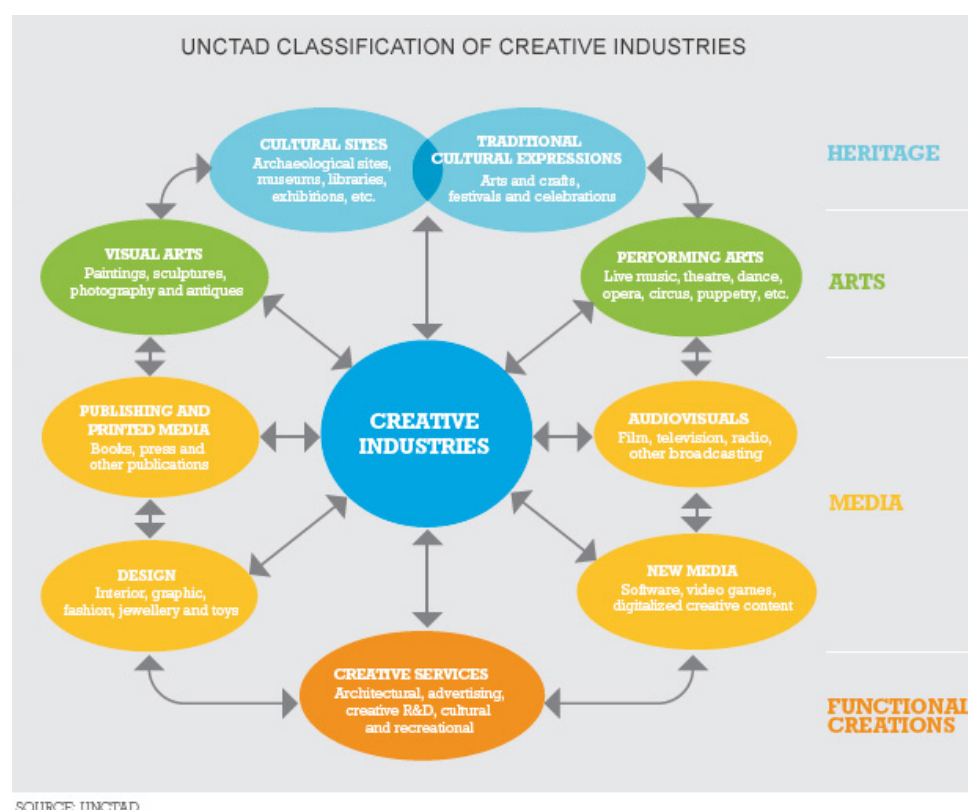 UNCTAD CLASSIFICATION OF CREATIVE INDUSTRIES
CULTURAL SITES
Archaeological sites,
museums, libraries,
exhibitions, etc.
TRADITIONAL
CULTURAL EXPRESSIONS
Arts and crafts,
festivals and celebrations
HERITAGE
VISUAL ARTS
Paintings, sculptures,
photography and antiques
PERFORMING ARTS
Live music, theatre, dance,
opera, circus, puppetry, etc.
ARTS
PUBLISHING AND
PRINTED MEDIA
Books, press and
other publications
CREATIVE
INDUSTRIES
AUDIOVISUALS
Film, television, radio,
other broadcasting
MEDIA
DESIGN
Interior, graphic,
fashion, jewellery and toys
NEW MEDIA
Software, video games,
digitalized creative content
CREATIVE SERVICES
Architectural, advertising,
creative R&D, cultural
and recreational
FUNCTIONAL
CREATIONS
SOURCE: UNCTAD